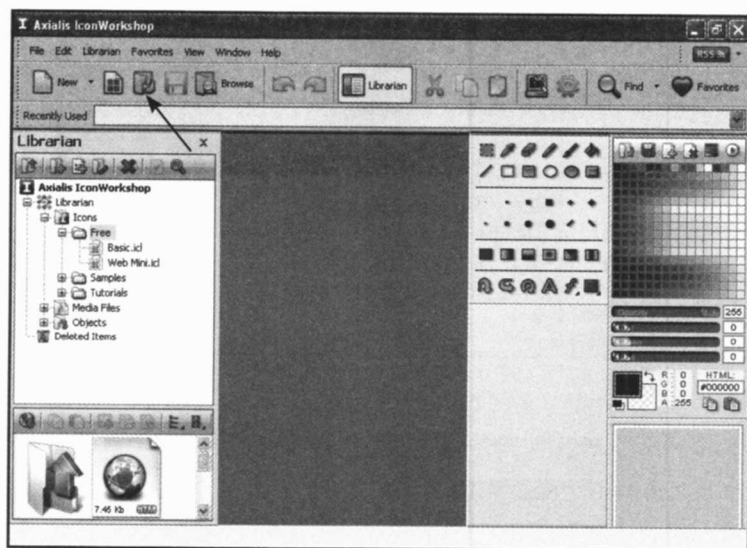 Axialis IconWorkshop
File Edit Librarian Favorites View Window Help
RSS
New Browse Librarian Find Favorites
Recently Used
Librarian x
Axialis IconWorkshop
Librarian
Icons
Free
Basic.icl
Web Mini.icl
Samples
Tutorials
Media Files
Objects
Deleted Items
7.46 Kb
Opacity 255
0
0
0
R: 0
G: 0
B: 0
A: 255
HTML:
#000000